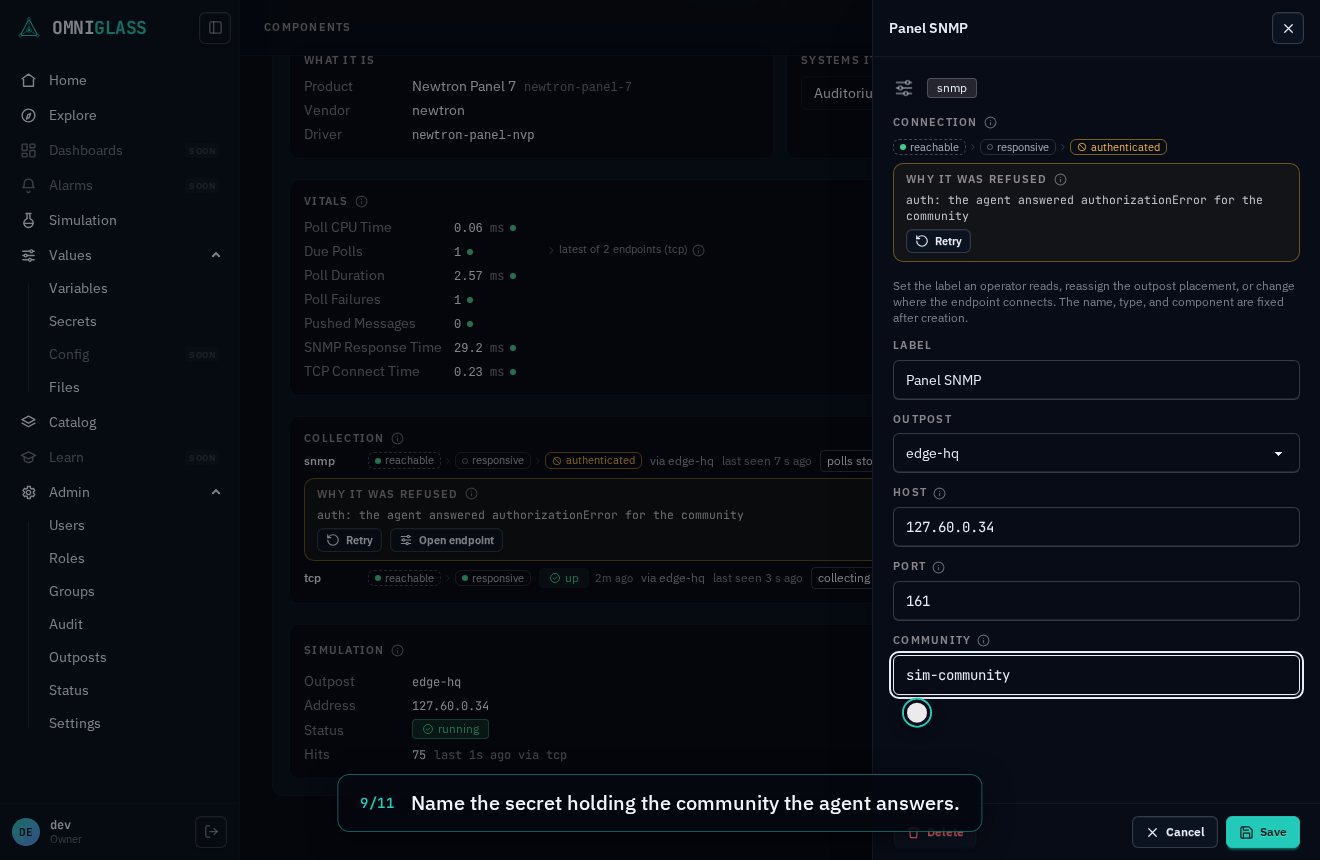 OMNIGLASS
COMPONENTS
Panel SNMP
Home
Explore
Dashboards SOON
Alarms SOON
Simulation
Values
Variables
Secrets
Config SOON
Files
Catalog
Learn SOON
Admin
Users
Roles
Groups
Audit
Outposts
Status
Settings
DE dev
Owner
WHAT IT IS
Product Newtron Panel 7 newtron-panel-7
Vendor newtron
Driver newtron-panel-nvp
SYSTEMS I
Auditoriu
VITALS
Poll CPU Time 0.06 ms
Due Polls 1
latest of 2 endpoints (tcp)
Poll Duration 2.57 ms
Poll Failures 1
Pushed Messages 0
SNMP Response Time 29.2 ms
TCP Connect Time 0.23 ms
COLLECTION
snmp reachable responsive authenticated via edge-hq last seen 7 s ago polls sto
WHY IT WAS REFUSED
auth: the agent answered authorizationError for the community
Retry Open endpoint
tcp reachable responsive up 2m ago via edge-hq last seen 3 s ago collecting
SIMULATION
Outpost edge-hq
Address 127.60.0.34
Status running
Hits 75 last 1s ago via tcp
snmp
CONNECTION
reachable responsive authenticated
WHY IT WAS REFUSED
auth: the agent answered authorizationError for the
community
Retry
Set the label an operator reads, reassign the outpost placement, or change
where the endpoint connects. The name, type, and component are fixed
after creation.
LABEL
Panel SNMP
OUTPOST
edge-hq
HOST
127.60.0.34
PORT
161
COMMUNITY
sim-community
9/11 Name the secret holding the community the agent answers.
Delete Cancel Save